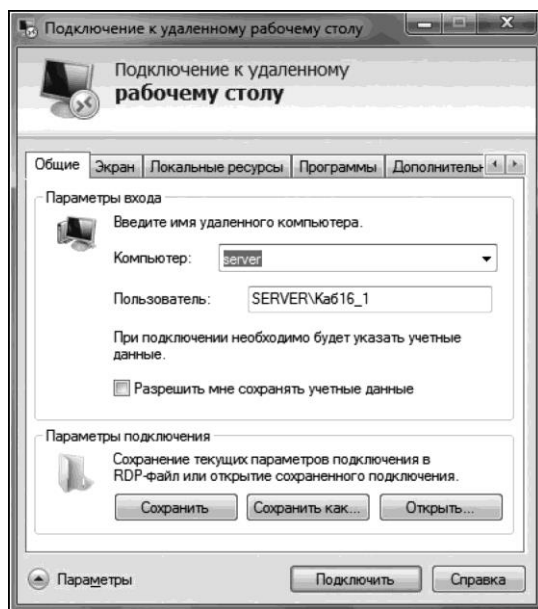 Подключение к удаленному рабочему столу
Подключение к удаленному
рабочему столу
Общие Экран Локальные ресурсы Программы Дополнительн
Параметры входа
Введите имя удаленного компьютера.
Компьютер: server
Пользователь: SERVER\Каб16_1
При подключении необходимо будет указать учетные
данные.
Разрешить мне сохранять учетные данные
Параметры подключения
Сохранение текущих параметров подключения в
RDP-файл или открытие сохраненного подключения.
Сохранить Сохранить как... Открыть...
Параметры Подключить Справка